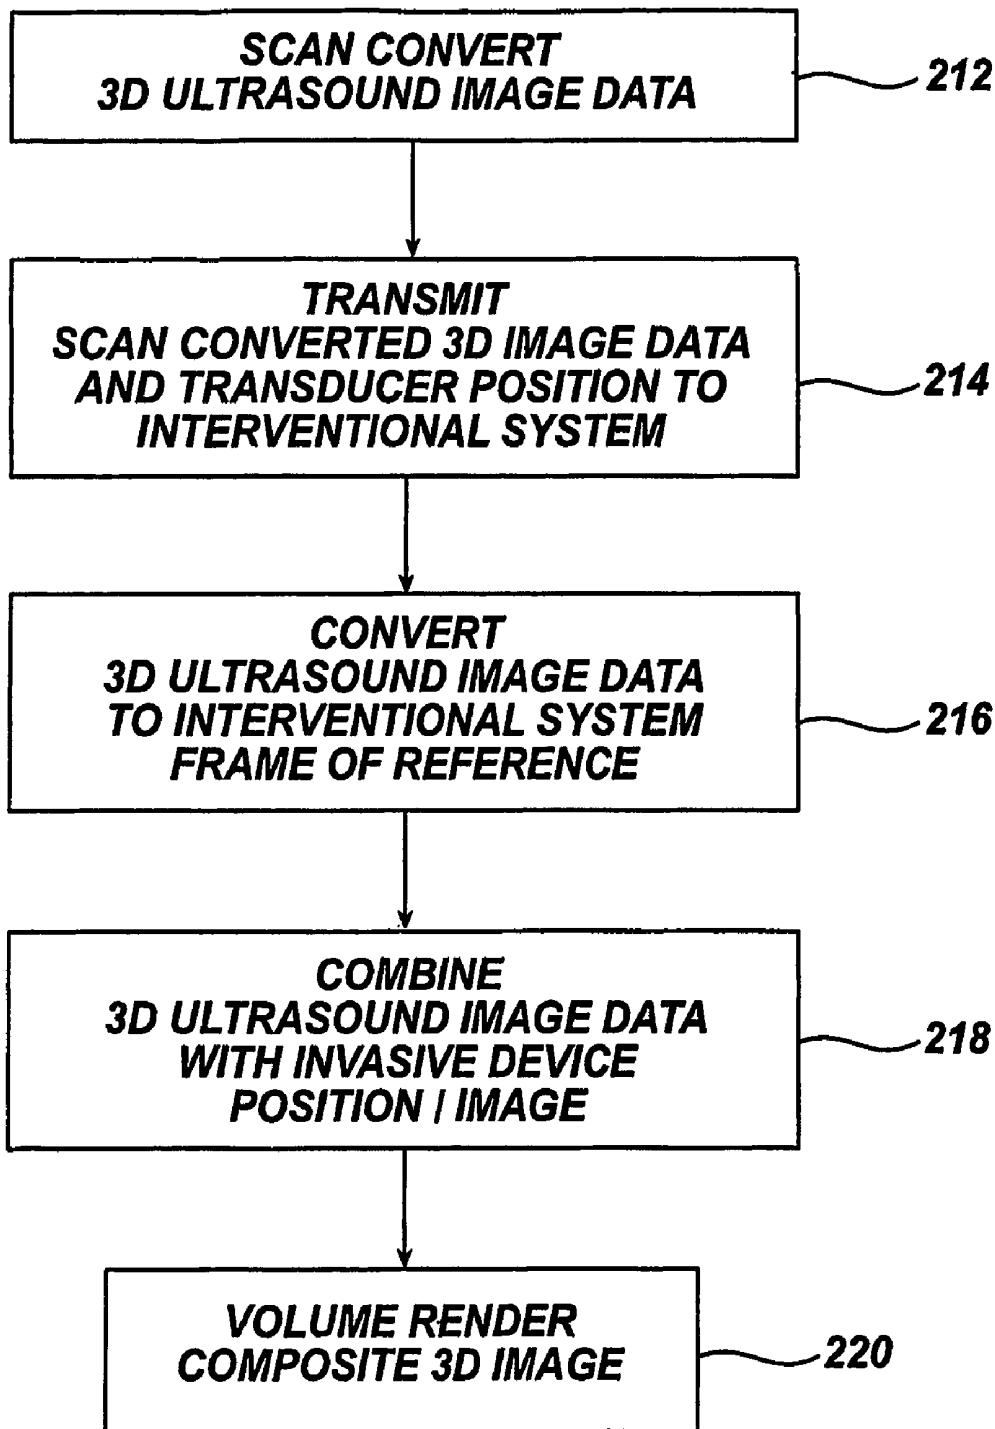 SCAN CONVERT
3D ULTRASOUND IMAGE DATA
212
TRANSMIT
SCAN CONVERTED 3D IMAGE DATA
AND TRANSDUCER POSITION TO
INTERVENTIONAL SYSTEM
214
CONVERT
3D ULTRASOUND IMAGE DATA
TO INTERVENTIONAL SYSTEM
FRAME OF REFERENCE
216
COMBINE
3D ULTRASOUND IMAGE DATA
WITH INVASIVE DEVICE
POSITION / IMAGE
218
VOLUME RENDER
COMPOSITE 3D IMAGE
220